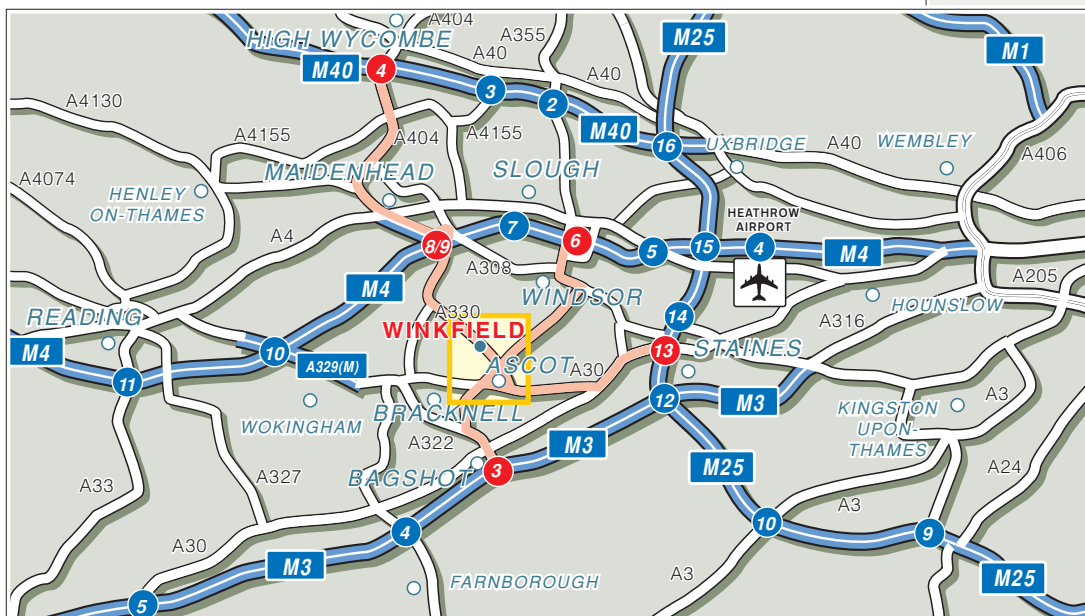 A404
HIGH WYCOMBE
A355
M25
M1
A40
M40
4
3
2
A40
A4130
A4155
A404
A4155
M40
16
UXBRIDGE
A40
WEMBLEY
A406
A4074
HENLEY
ON-THAMES
MAIDENHEAD
SLOUGH
HEATHROW
AIRPORT
A4
8/9
7
6
5
15
4
M4
A308
M4
WINDSOR
A205
HOUNSLOW
READING
A330
WINKFIELD
14
A316
M4
10
A329(M)
ASCOT
A30
13
STAINES
11
WOKINGHAM
BRACKNELL
12
M3
KINGSTON
UPON-
THAMES
A3
A322
M3
BAGSHOT
3
M25
A33
A327
A24
A30
4
10
A3
9
M3
A3
M25
FARNBOROUGH
5